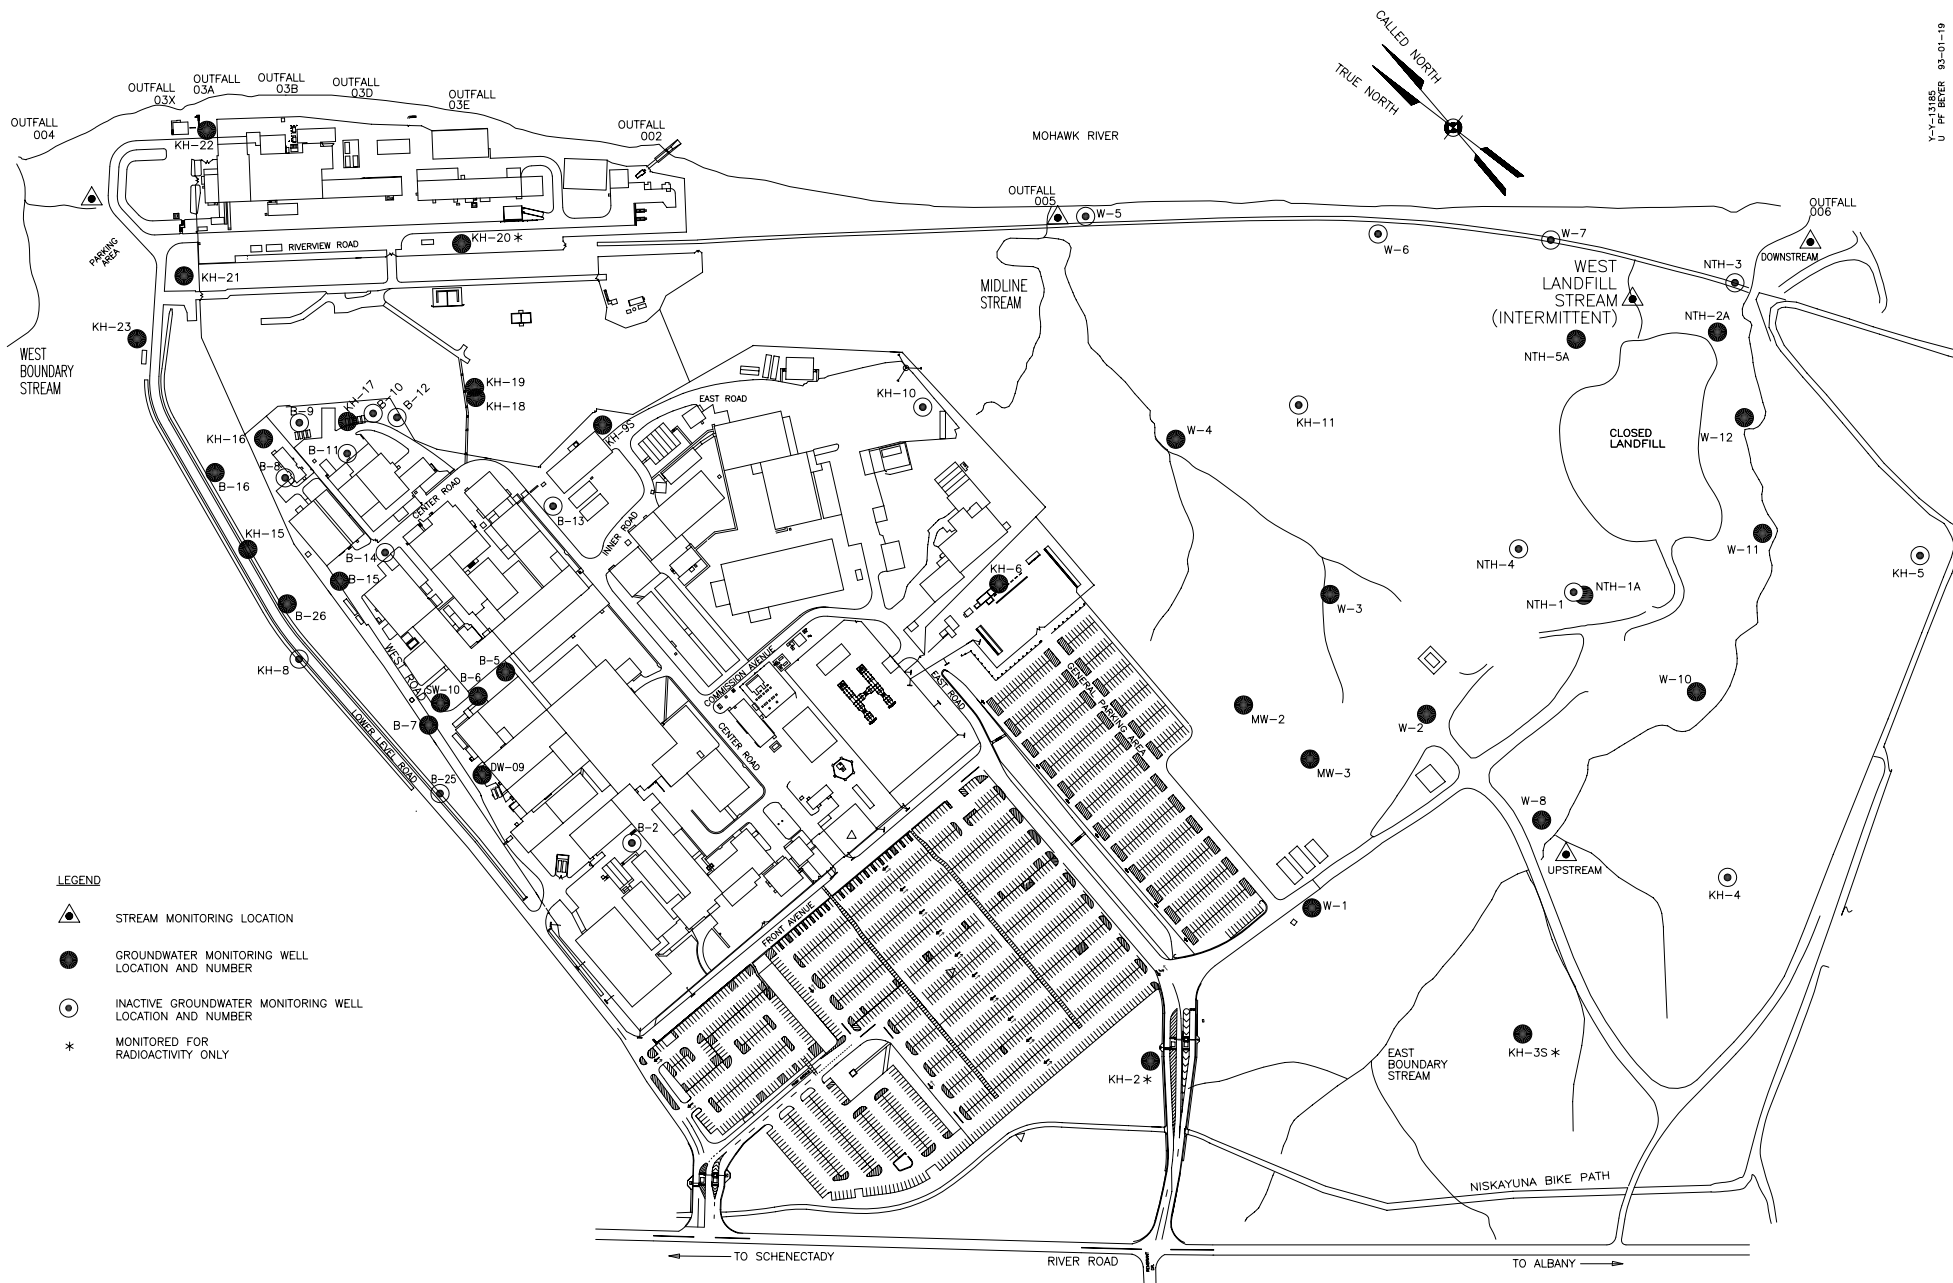 CALLED NORTH
TRUE NORTH
Y-Y-13185
U PF BEYER 93-01-19
MOHAWK RIVER
OUTFALL
004
OUTFALL
03X
OUTFALL
03A
OUTFALL
03B
OUTFALL
03D
OUTFALL
03E
OUTFALL
002
OUTFALL
005
OUTFALL
006
KH-22
KH-20*
RIVERVIEW ROAD
PARKING
AREA
KH-21
KH-23
WEST
BOUNDARY
STREAM
W-5
W-6
W-7
NTH-3
DOWNSTREAM
MIDLINE
STREAM
WEST
LANDFILL
STREAM
(INTERMITTENT)
NTH-2A
NTH-5A
KH-19
KH-18
KH-17
B-10
B-12
B-9
KH-16
B-11
B-8
B-16
KH-9S
EAST ROAD
KH-10
KH-11
W-4
CLOSED
LANDFILL
W-12
CENTER ROAD
B-13
INNER ROAD
KH-15
B-14
B-15
B-26
KH-8
KH-6
W-3
NTH-4
NTH-1
NTH-1A
W-11
KH-5
WEST ROAD
B-5
B-6
SW-10
B-7
LOWER LEVEL ROAD
B-25
DW-09
B-2
COMMISSION AVENUE
CENTER ROAD
EAST ROAD
GENERAL PARKING AREA
FRONT AVENUE
MW-2
MW-3
W-2
W-10
W-8
UPSTREAM
KH-4
W-1
KH-2*
KH-3S*
EAST
BOUNDARY
STREAM
LEGEND
STREAM MONITORING LOCATION
GROUNDWATER MONITORING WELL
LOCATION AND NUMBER
INACTIVE GROUNDWATER MONITORING WELL
LOCATION AND NUMBER
* MONITORED FOR
RADIOACTIVITY ONLY
NISKAYUNA BIKE PATH
TO SCHENECTADY
RIVER ROAD
TO ALBANY